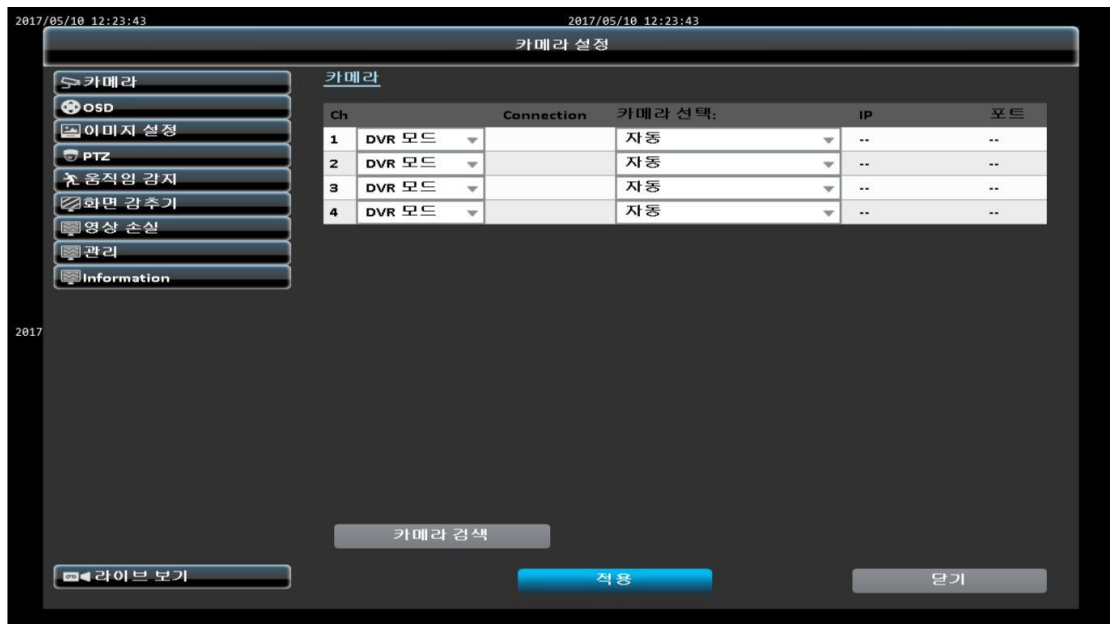 2017/05/10 12:23:43 2017/05/10 12:23:43
카메라 설정
카메라
OSD
이미지 설정
PTZ
움직임 감지
화면 감추기
영상 손실
관리
Information
카메라
Ch Connection 카메라 선택: IP 포트
1 DVR 모드 자동 -- --
2 DVR 모드 자동 -- --
3 DVR 모드 자동 -- --
4 DVR 모드 자동 -- --
2017
카메라 검색
라이브 보기 적용 닫기